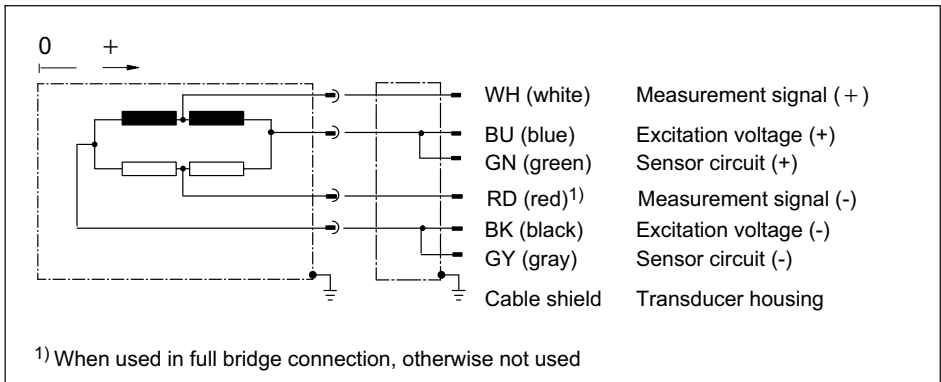 0 +
WH (white) Measurement signal (+)
BU (blue) Excitation voltage (+)
GN (green) Sensor circuit (+)
RD (red)1) Measurement signal (-)
BK (black) Excitation voltage (-)
GY (gray) Sensor circuit (-)
Cable shield Transducer housing
1) When used in full bridge connection, otherwise not used